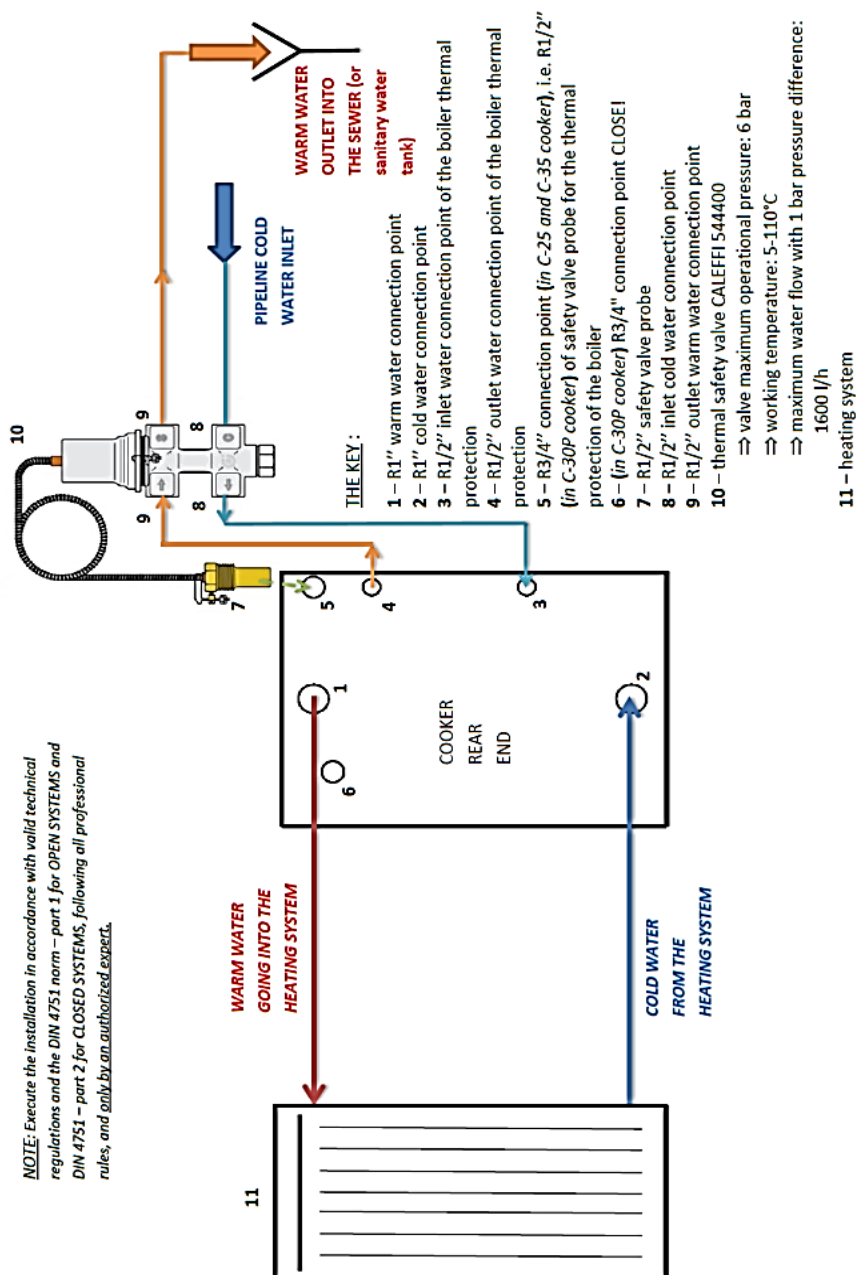 NOTE: Execute the installation in accordance with valid technical
regulations and the DIN 4751 norm – part 1 for OPEN SYSTEMS and
DIN 4751 – part 2 for CLOSED SYSTEMS, following all professional
rules, and only by an authorized expert.
11
WARM WATER
GOING INTO THE
HEATING SYSTEM
COLD WATER
FROM THE
HEATING SYSTEM
6
1
2
COOKER
REAR
END
5
4
3
7
10
9
9
8
8
WARM WATER
OUTLET INTO
THE SEWER (or
sanitary water
tank)
PIPELINE COLD
WATER INLET
THE KEY :
1 – R1" warm water connection point
2 – R1" cold water connection point
3 – R1/2" inlet water connection point of the boiler thermal
protection
4 – R1/2" outlet water connection point of the boiler thermal
protection
5 – R3/4" connection point (in C-25 and C-35 cooker), i.e. R1/2"
(in C-30P cooker) of safety valve probe for the thermal
protection of the boiler
6 – (in C-30P cooker) R3/4" connection point CLOSE!
7 – R1/2" safety valve probe
8 – R1/2" inlet cold water connection point
9 – R1/2" outlet warm water connection point
10 – thermal safety valve CALEFFI 544400
⇒ valve maximum operational pressure: 6 bar
⇒ working temperature: 5-110°C
⇒ maximum water flow with 1 bar pressure difference:
1600 l/h
11 – heating system